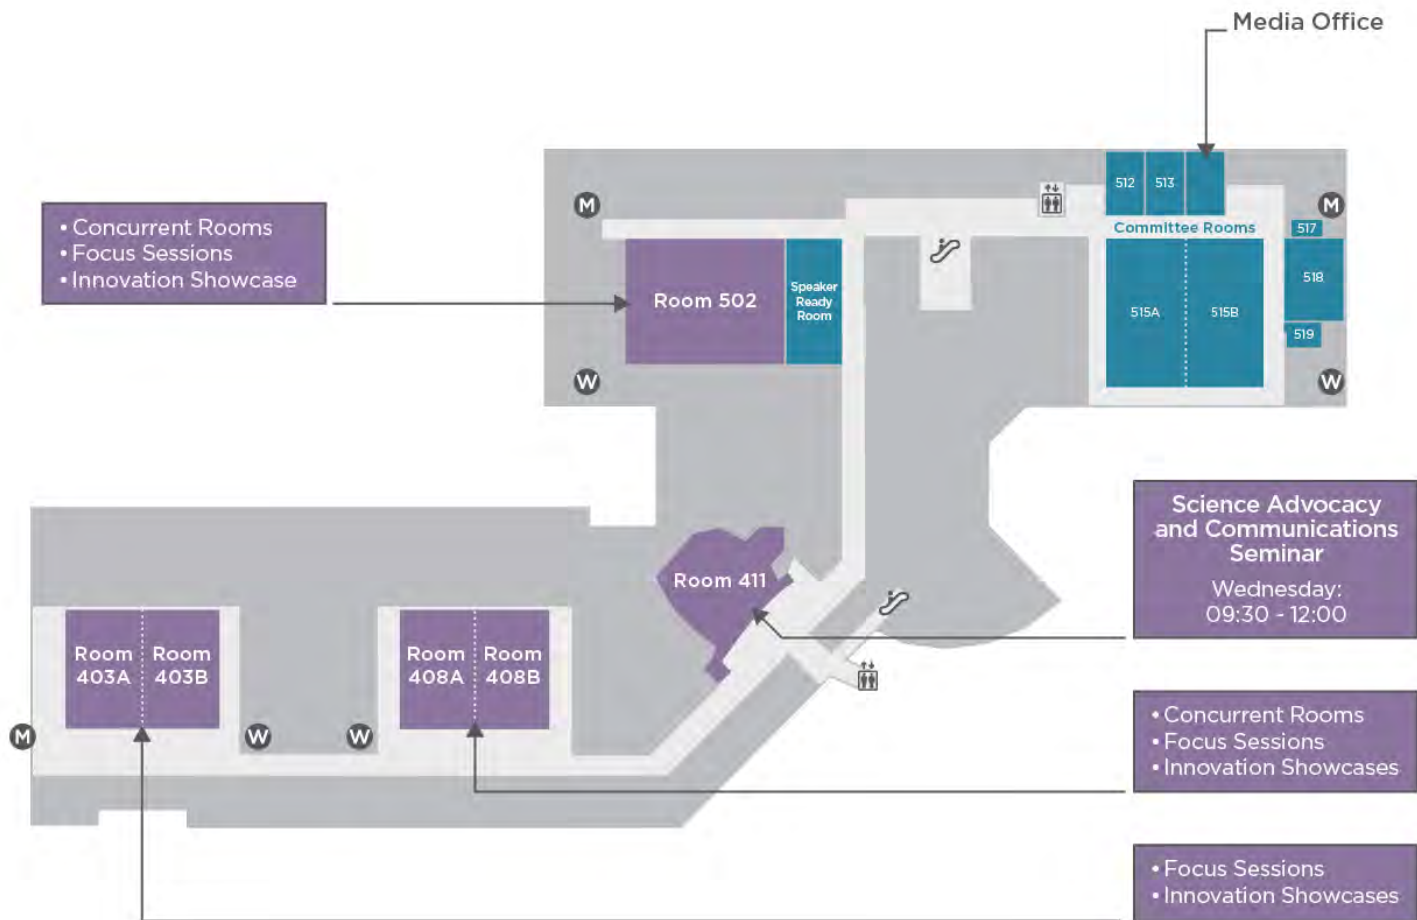 Media Office
512
513
Committee Rooms
517
518
519
515A
515B
M
M
W
W
• Concurrent Rooms
• Focus Sessions
• Innovation Showcase
Room 502
Speaker
Ready
Room
Room 411
Science Advocacy
and Communications
Seminar
Wednesday:
09:30 - 12:00
Room
403A
Room
403B
Room
408A
Room
408B
M
W
W
• Concurrent Rooms
• Focus Sessions
• Innovation Showcases
• Focus Sessions
• Innovation Showcases